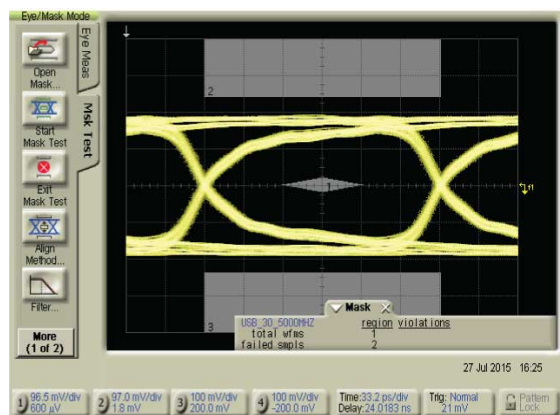 Eye/Mask Mode
Open
Mask...
Start
Mask Test
Exit
Mask Test
Align
Method...
Filter...
More
(1 of 2)
Eye Meas
Msk Test
2
1
3
Mask
USB_30_5000MHZ region violations
total wfms 1
failed smpls 2
27 Jul 2015 16:25
1 96.5 mV/div
600 µV
2 97.0 mV/div
1.8 mV
3 100 mV/div
200.0 mV
4 100 mV/div
-200.0 mV
Time:33.2 ps/div
Delay:24.0183 ns
Trig: Normal
21 mV
Pattern
Lock